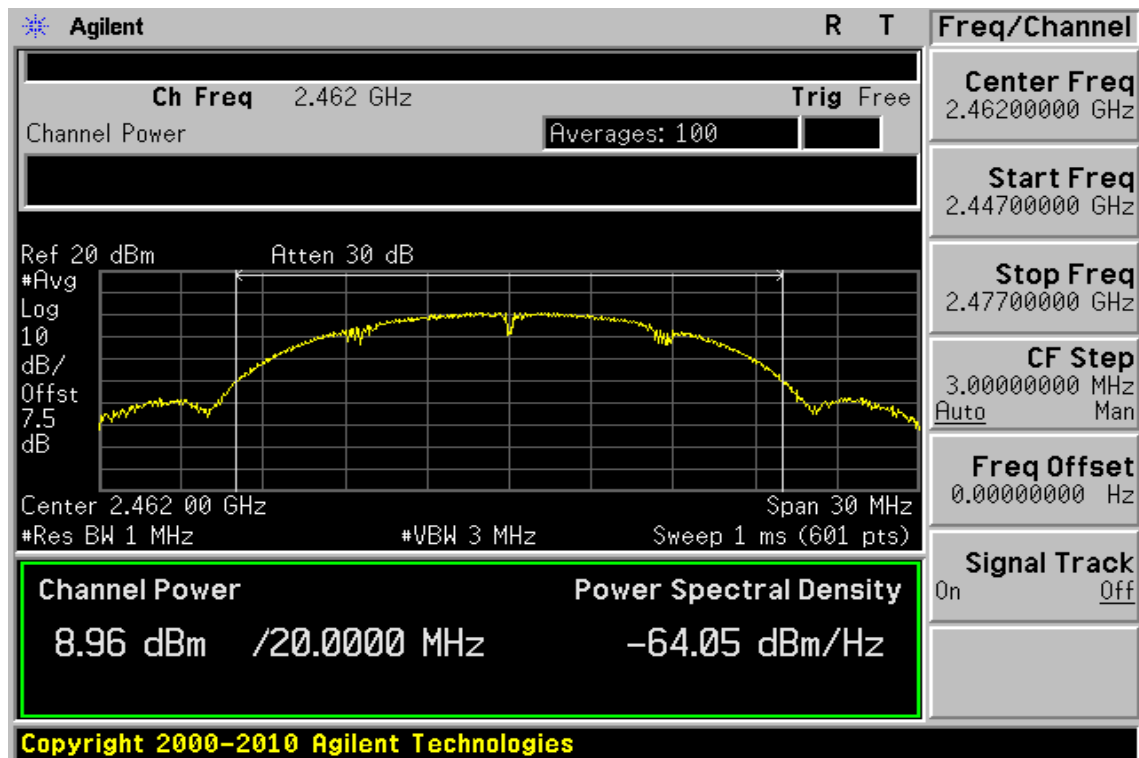 Agilent R T
Freq/Channel
Ch Freq 2.462 GHz Trig Free
Channel Power Averages: 100
Ref 20 dBm Atten 30 dB
#Avg
Log
10
dB/
Offst
7.5
dB
Center 2.462 00 GHz Span 30 MHz
#Res BW 1 MHz #VBW 3 MHz Sweep 1 ms (601 pts)
Channel Power Power Spectral Density
8.96 dBm /20.0000 MHz -64.05 dBm/Hz
Copyright 2000-2010 Agilent Technologies
Center Freq
2.46200000 GHz
Start Freq
2.44700000 GHz
Stop Freq
2.47700000 GHz
CF Step
3.00000000 MHz
Auto Man
Freq Offset
0.00000000 Hz
Signal Track
On Off